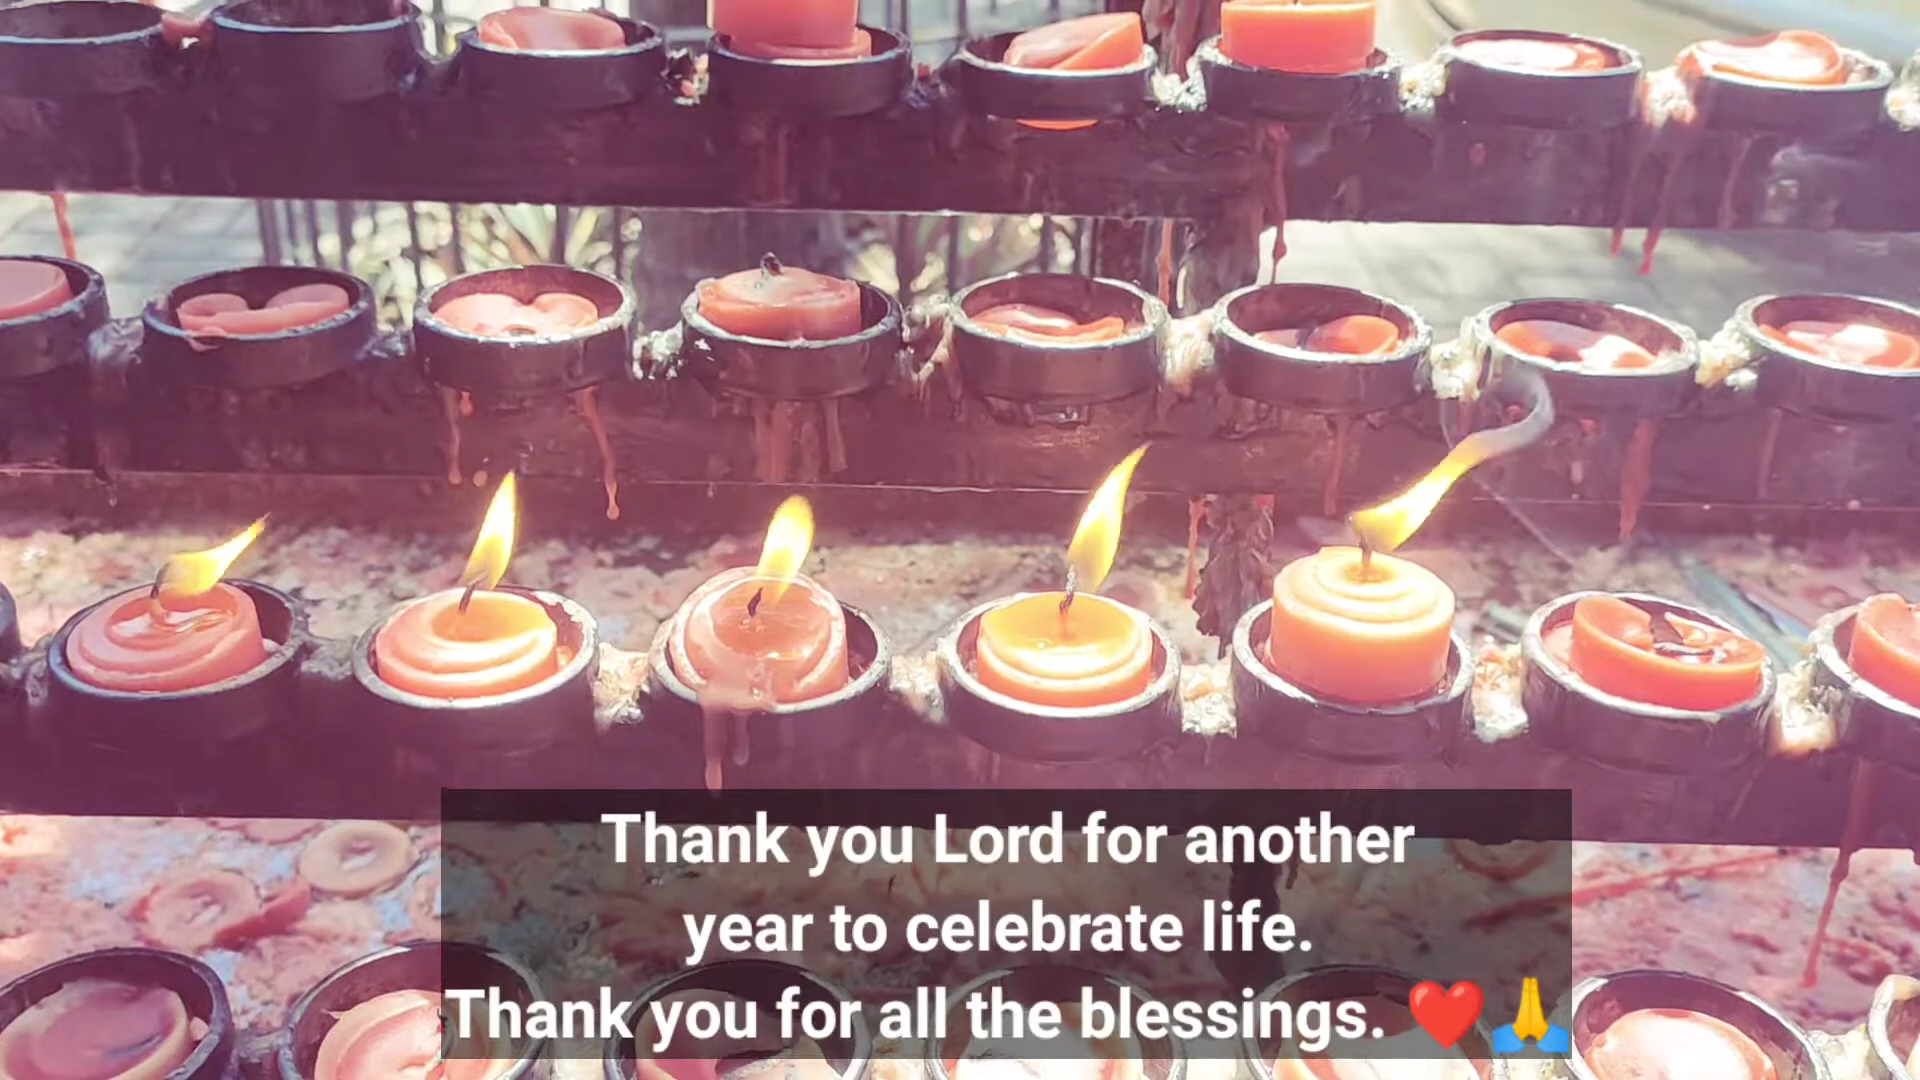 Thank you Lord for another
year to celebrate life.
Thank you for all the blessings. ❤️🙏